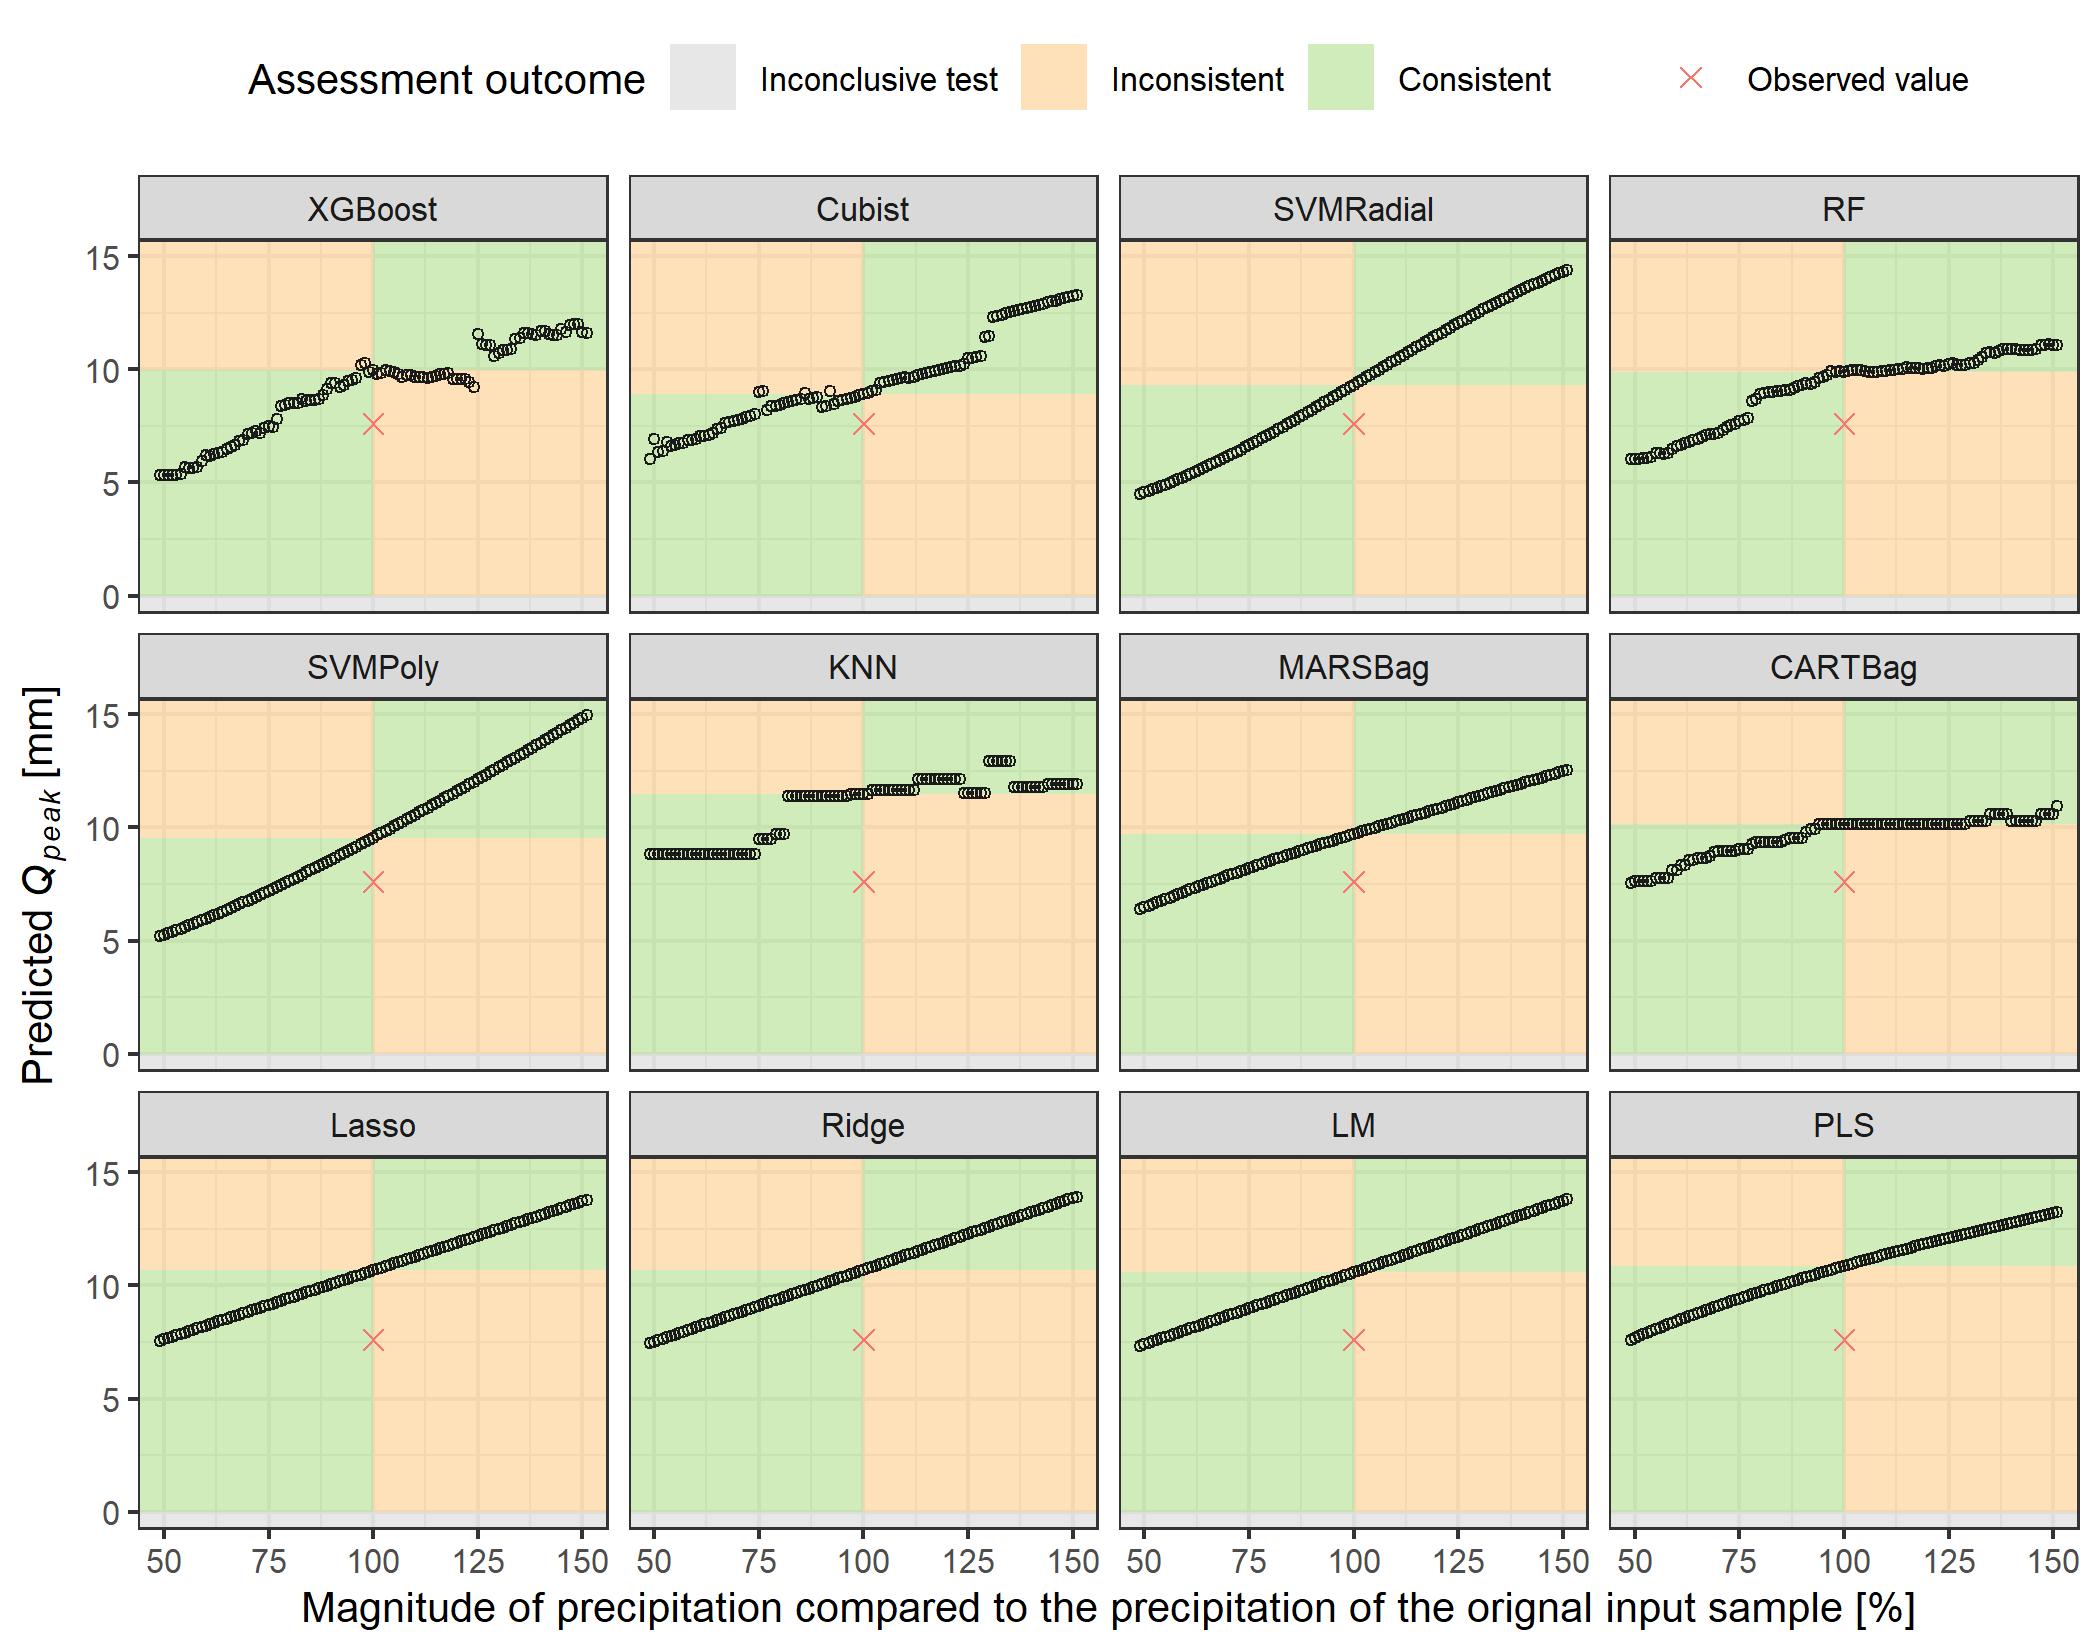 Assessment outcome Inconclusive test Inconsistent Consistent Observed value
XGBoost Cubist SVMRadial RF
15
10
5
0
SVMPoly KNN MARSBag CARTBag
15
10
5
0
Lasso Ridge LM PLS
15
10
5
0
50 75 100 125 150 50 75 100 125 150 50 75 100 125 150 50 75 100 125 150
Magnitude of precipitation compared to the precipitation of the orignal input sample [%]
Predicted Qpeak [mm]